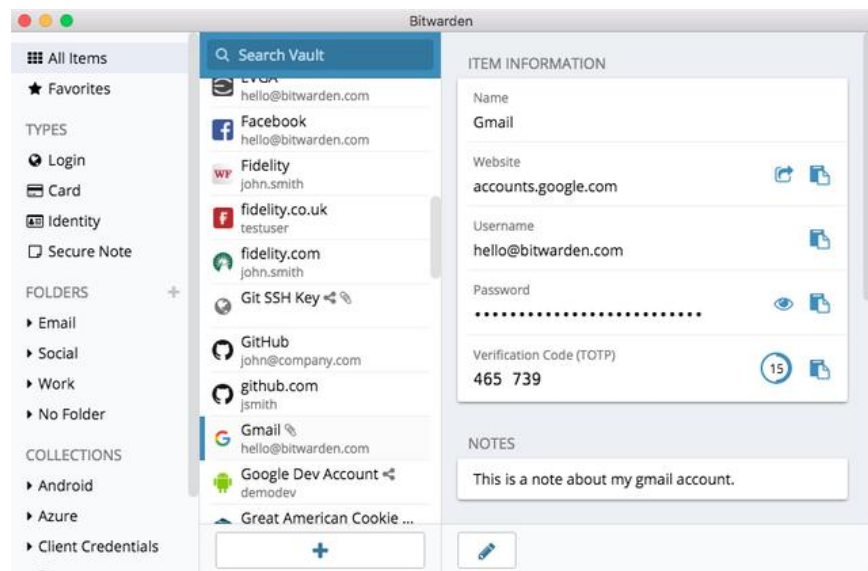 Bitwarden
All Items
Favorites
TYPES
Login
Card
Identity
Secure Note
FOLDERS
Email
Social
Work
No Folder
COLLECTIONS
Android
Azure
Client Credentials
Search Vault
EVGA
hello@bitwarden.com
Facebook
hello@bitwarden.com
WF
Fidelity
john.smith
fidelity.co.uk
testuser
fidelity.com
john.smith
Git SSH Key
GitHub
john@company.com
github.com
jsmith
Gmail
hello@bitwarden.com
Google Dev Account
demodev
Great American Cookie ...
ITEM INFORMATION
Name
Gmail
Website
accounts.google.com
Username
hello@bitwarden.com
Password
•••••••••••••••••••••••••••
Verification Code (TOTP)
465 739
15
NOTES
This is a note about my gmail account.